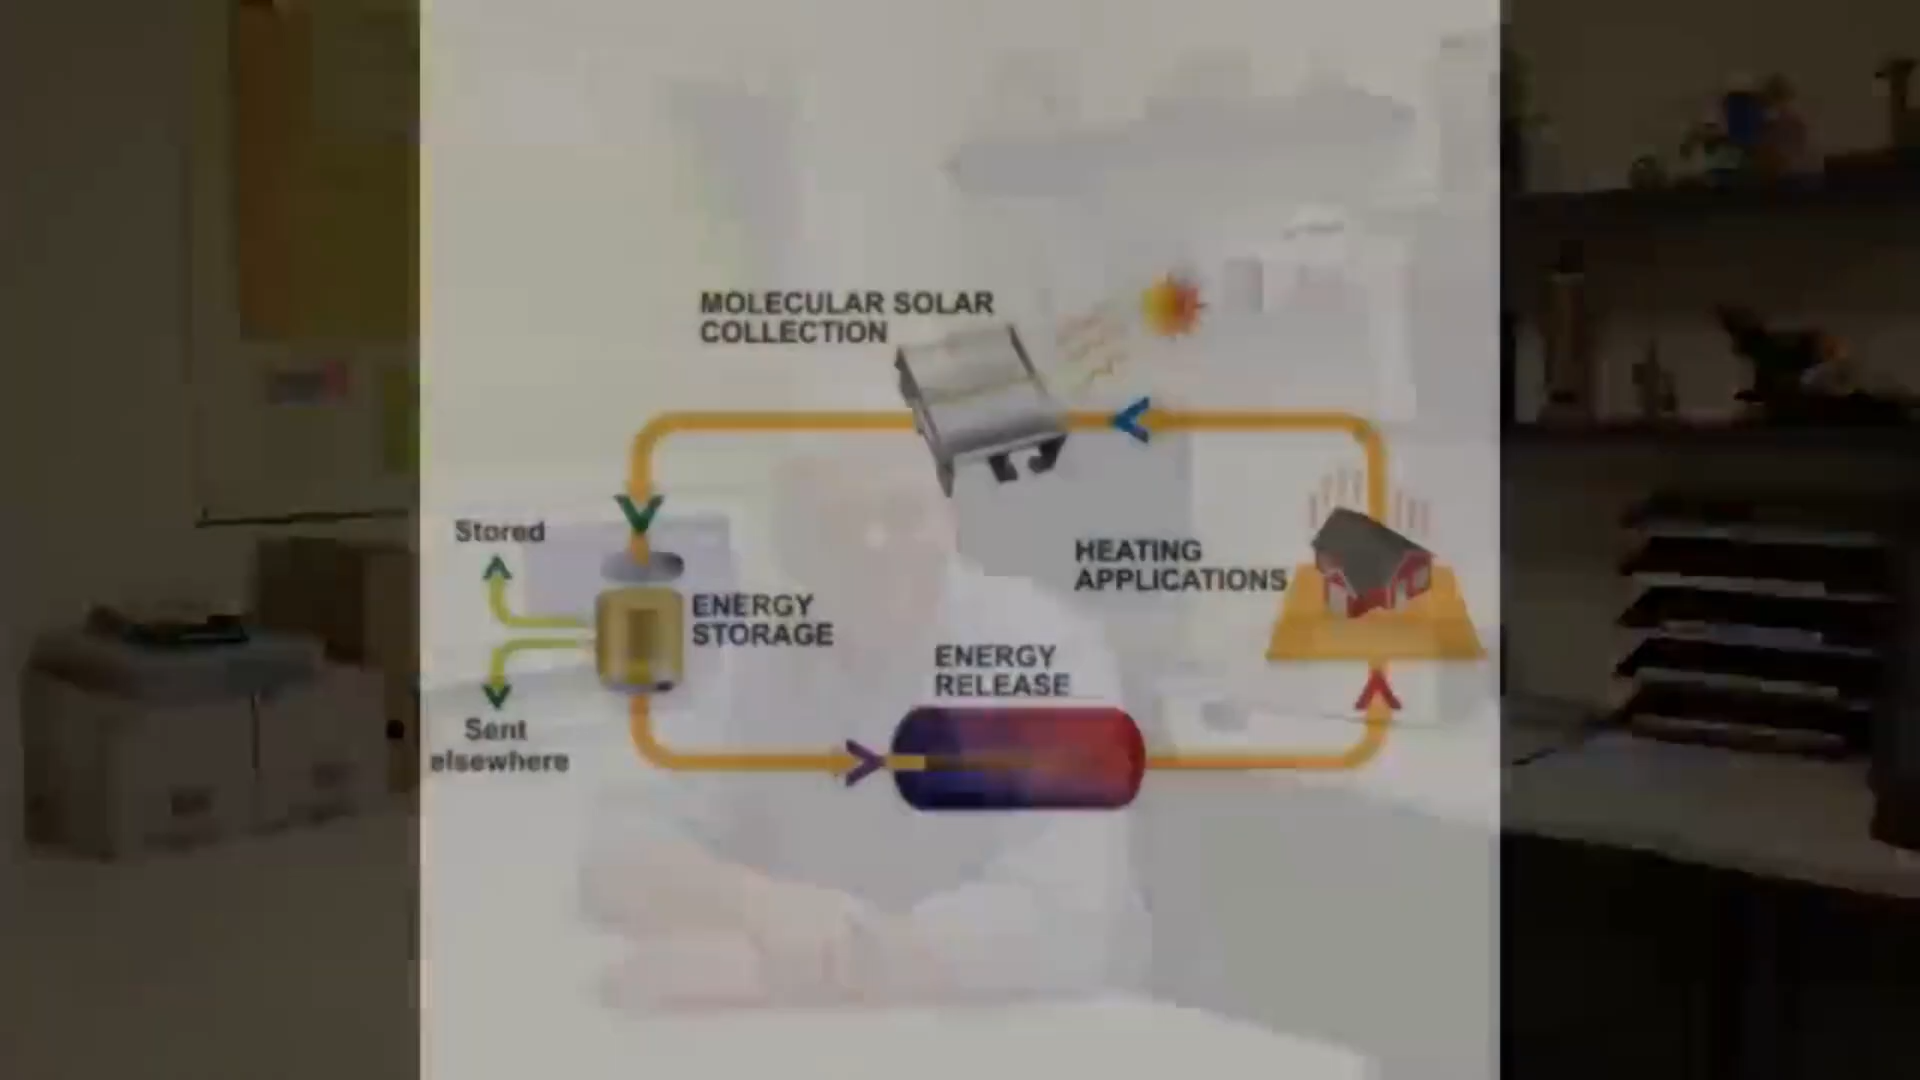 MOLECULAR SOLAR
COLLECTION
Stored
HEATING
APPLICATIONS
ENERGY
STORAGE
ENERGY
RELEASE
Sent
elsewhere